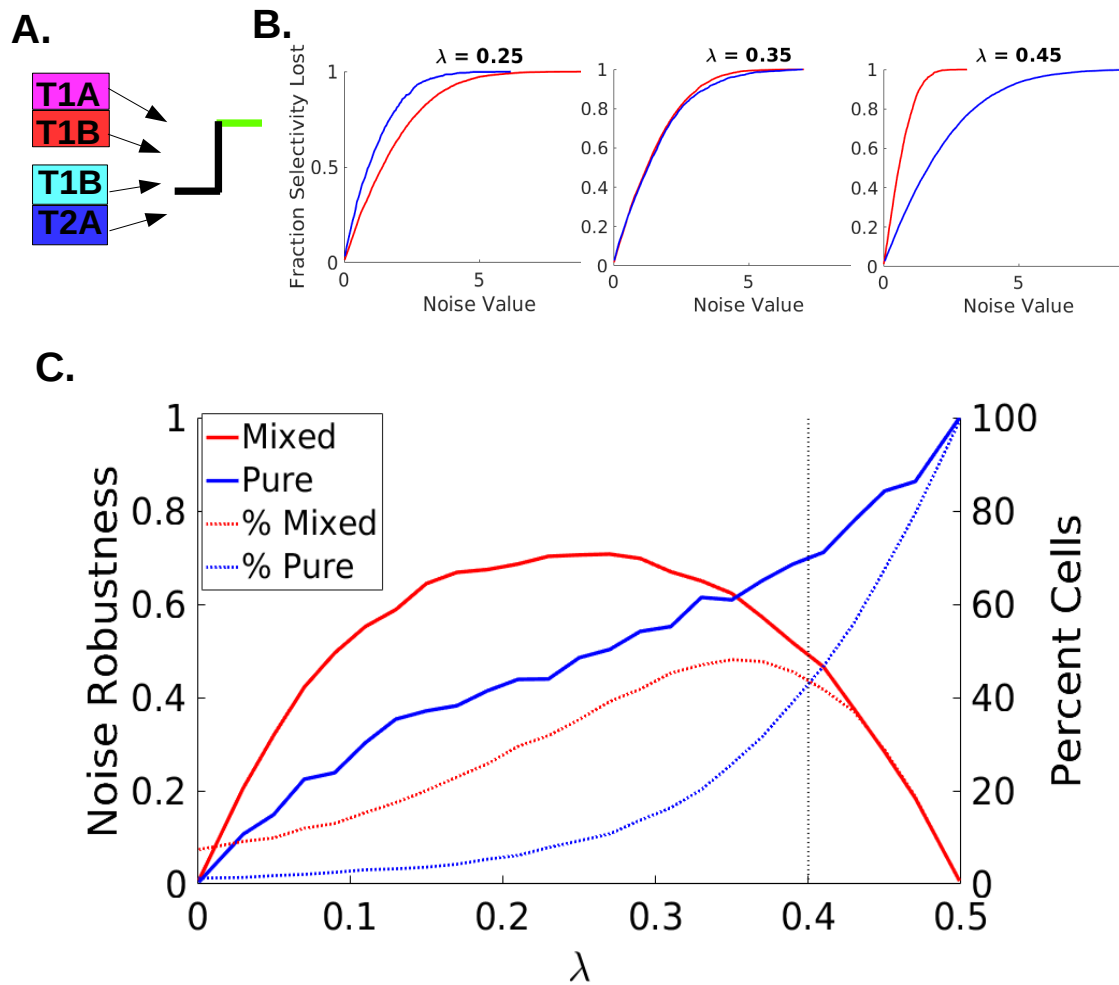 A.
T1A
T1B
T1B
T2A
B.
Fraction Selectivity Lost
λ = 0.25
1
0.5
0
0 5
Noise Value
λ = 0.35
1
0.8
0.6
0.4
0.2
0
0 5
Noise Value
λ = 0.45
1
0.8
0.6
0.4
0.2
0
0 5
Noise Value
C.
Noise Robustness
1
0.8
0.6
0.4
0.2
0
Mixed
Pure
% Mixed
% Pure
100
80
60
40
20
0
Percent Cells
0 0.1 0.2 0.3 0.4 0.5
λ